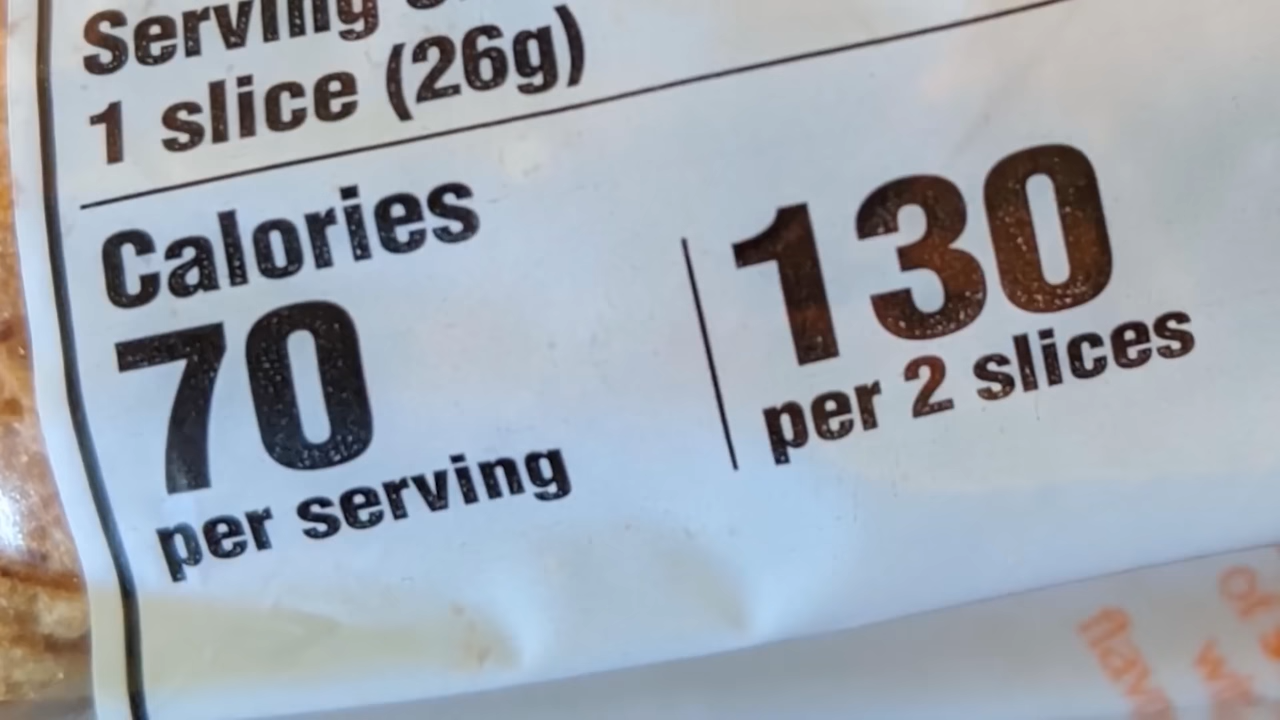 Serving
1 slice (26g)
Calories
70
per serving
130
per 2 slices